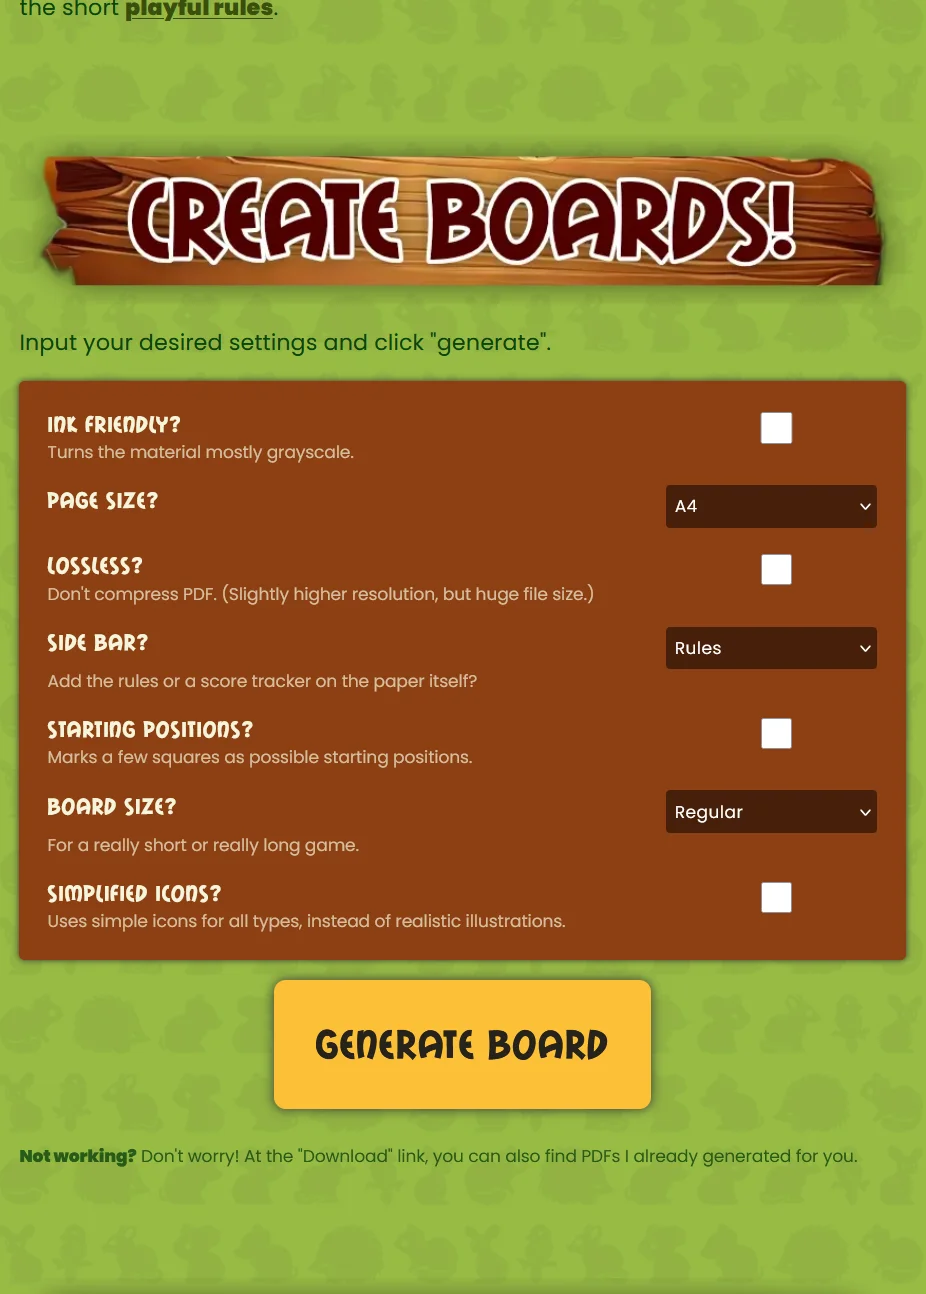 the short playful rules.
CREATE BOARDS!
Input your desired settings and click "generate".
INK FRIENDLY?
Turns the material mostly grayscale.
PAGE SIZE?
A4
LOSSLESS?
Don't compress PDF. (Slightly higher resolution, but huge file size.)
SIDE BAR?
Rules
Add the rules or a score tracker on the paper itself?
STARTING POSITIONS?
Marks a few squares as possible starting positions.
BOARD SIZE?
Regular
For a really short or really long game.
SIMPLIFIED ICONS?
Uses simple icons for all types, instead of realistic illustrations.
GENERATE BOARD
Not working? Don't worry! At the "Download" link, you can also find PDFs I already generated for you.